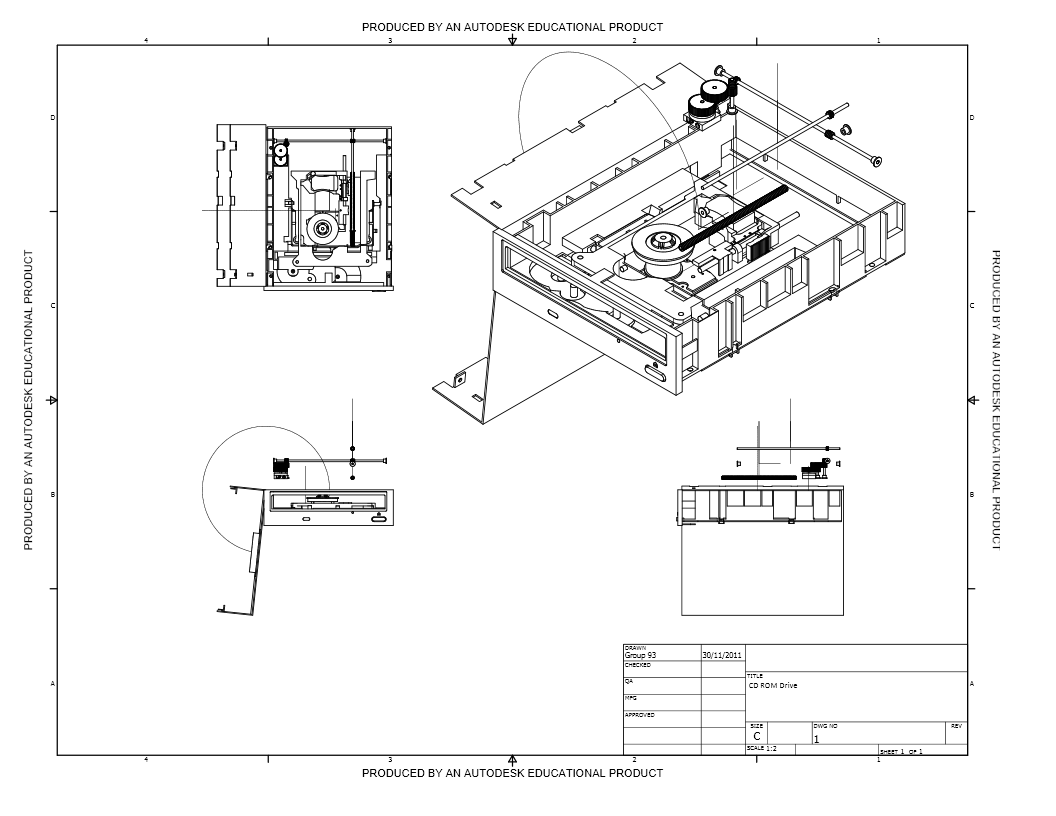 PRODUCED BY AN AUTODESK EDUCATIONAL PRODUCT
4 3 2 1
D D
C C
PRODUCED BY AN AUTODESK EDUCATIONAL PRODUCT
PRODUCED BY AN AUTODESK EDUCATIONAL PRODUCT
B B
A A
DRAWN
Group 93 30/11/2011
CHECKED
QA
MFG
APPROVED
TITLE
CD ROM Drive
SIZE DWG NO REV
C 1
SCALE 1:2 SHEET 1 OF 1
4 3 2 1
PRODUCED BY AN AUTODESK EDUCATIONAL PRODUCT